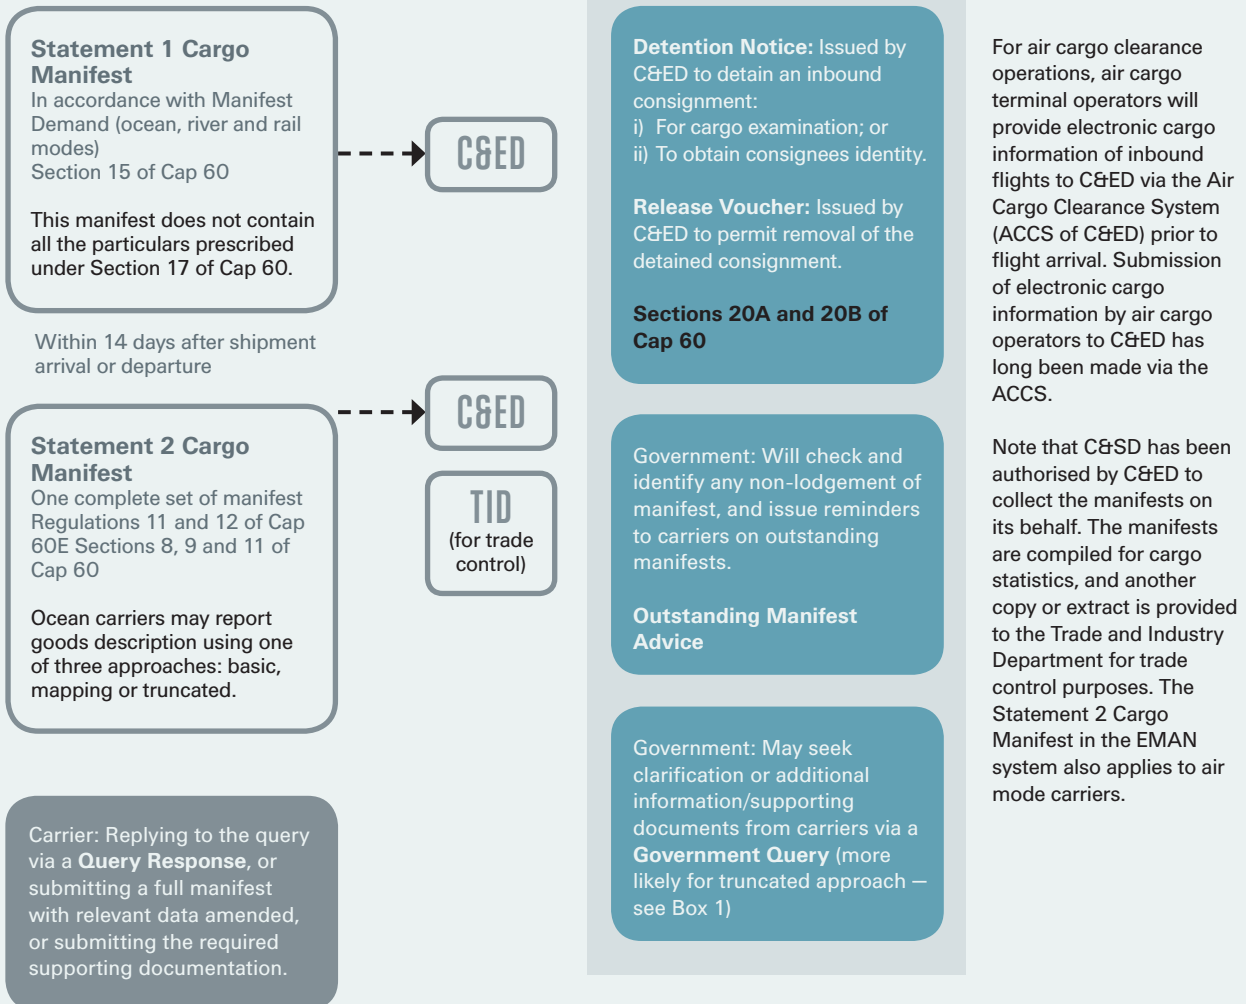 Statement 1 Cargo
Manifest
In accordance with Manifest
Demand (ocean, river and rail
modes)
Section 15 of Cap 60
This manifest does not contain
all the particulars prescribed
under Section 17 of Cap 60.
C&ED
Within 14 days after shipment
arrival or departure
Statement 2 Cargo
Manifest
One complete set of manifest
Regulations 11 and 12 of Cap
60E Sections 8, 9 and 11 of
Cap 60
Ocean carriers may report
goods description using one
of three approaches: basic,
mapping or truncated.
C&ED
TID
(for trade
control)
Carrier: Replying to the query
via a Query Response, or
submitting a full manifest
with relevant data amended,
or submitting the required
supporting documentation.
Detention Notice: Issued by
C&ED to detain an inbound
consignment:
i) For cargo examination; or
ii) To obtain consignees identity.
Release Voucher: Issued by
C&ED to permit removal of the
detained consignment.
Sections 20A and 20B of
Cap 60
Government: Will check and
identify any non-lodgement of
manifest, and issue reminders
to carriers on outstanding
manifests.
Outstanding Manifest
Advice
Government: May seek
clarification or additional
information/supporting
documents from carriers via a
Government Query (more
likely for truncated approach —
see Box 1)
For air cargo clearance
operations, air cargo
terminal operators will
provide electronic cargo
information of inbound
flights to C&ED via the Air
Cargo Clearance System
(ACCS of C&ED) prior to
flight arrival. Submission
of electronic cargo
information by air cargo
operators to C&ED has
long been made via the
ACCS.
Note that C&SD has been
authorised by C&ED to
collect the manifests on
its behalf. The manifests
are compiled for cargo
statistics, and another
copy or extract is provided
to the Trade and Industry
Department for trade
control purposes. The
Statement 2 Cargo
Manifest in the EMAN
system also applies to air
mode carriers.